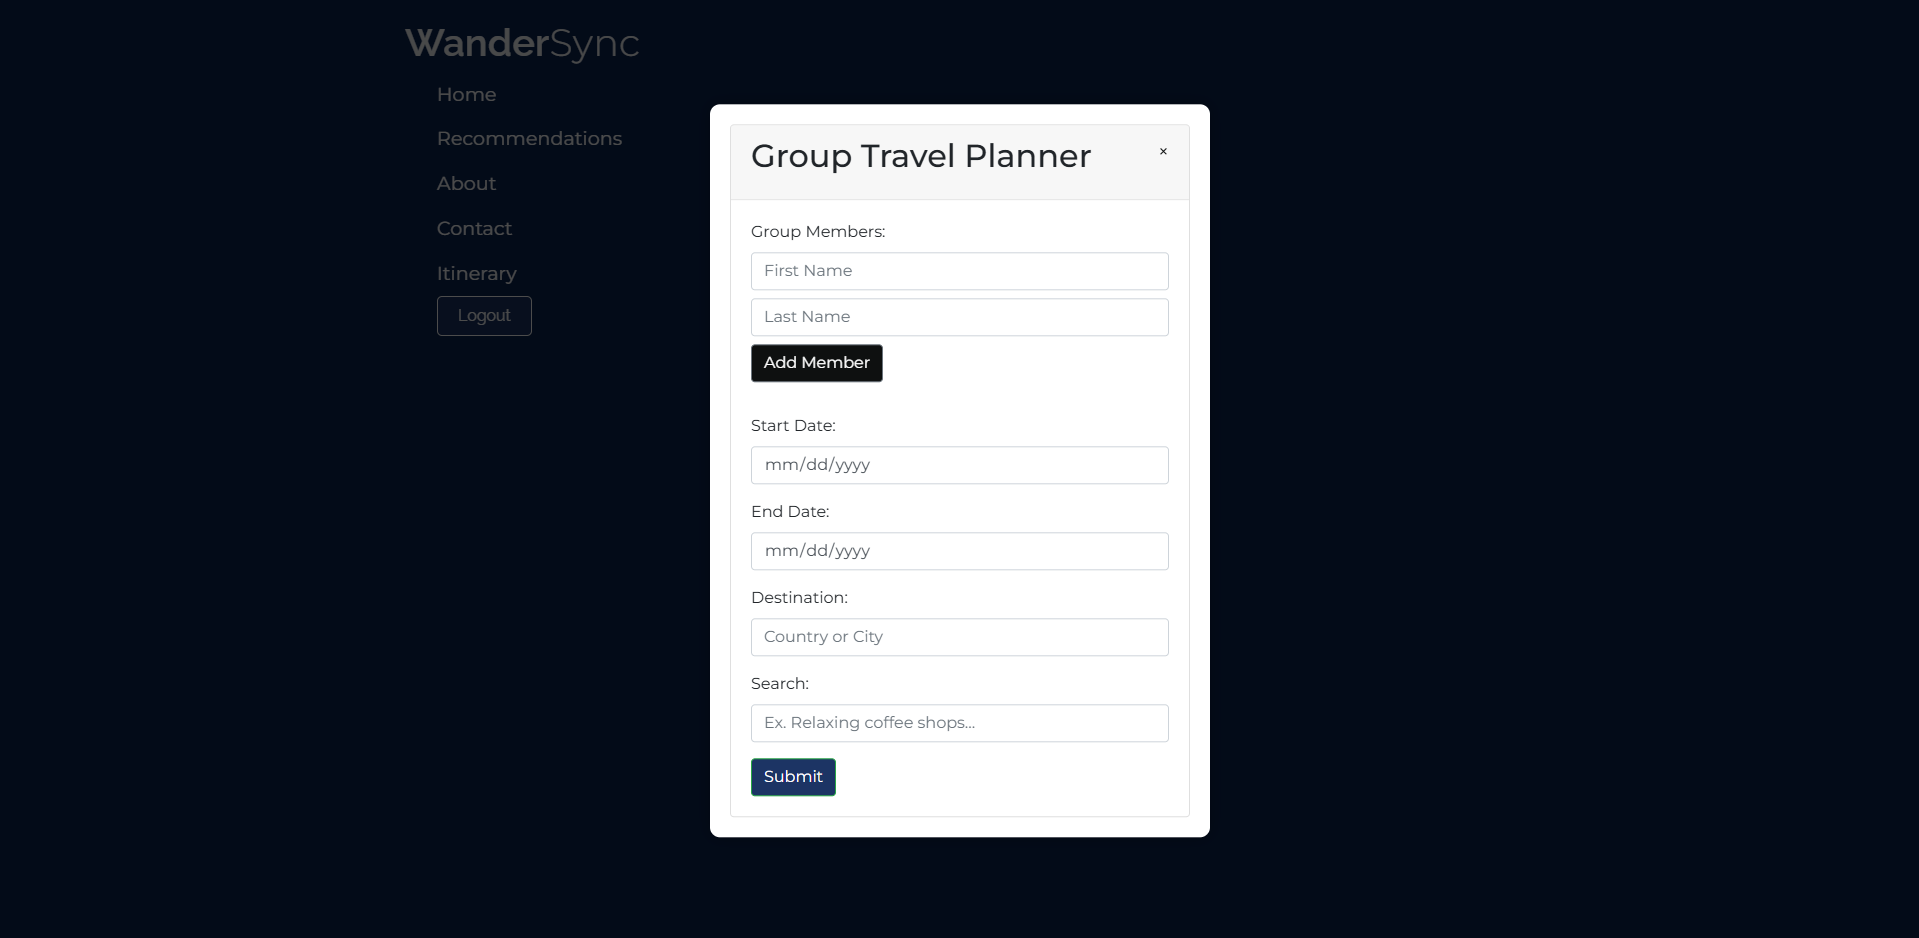 WanderSync
Home
Recommendations
About
Contact
Itinerary
Logout
Group Travel Planner
×
Group Members:
First Name
Last Name
Add Member
Start Date:
mm/dd/yyyy
End Date:
mm/dd/yyyy
Destination:
Country or City
Search:
Ex. Relaxing coffee shops...
Submit